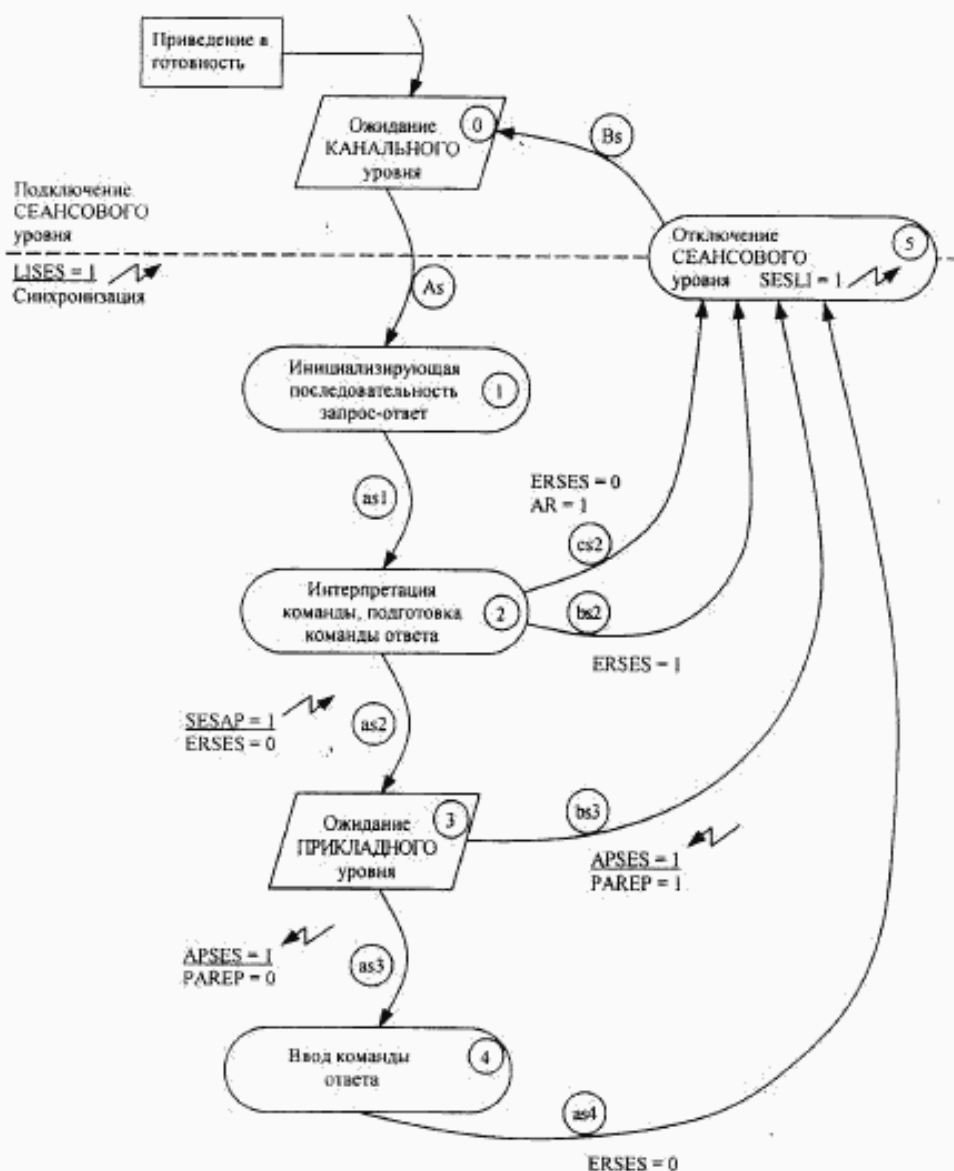 Приведение в
готовность
Ожидание
КАНАЛЬНОГО
уровня
0
Bs
Подключение
СЕАНСОВОГО
уровня
LISES = 1
Синхронизация
As
Отключение
СЕАНСОВОГО
уровня SESLI = 1
5
Инициализирующая
последовательность
запрос-ответ
1
as1
ERSES = 0
AR = 1
cs2
Интерпретация
команды, подготовка
команды ответа
2
bs2
ERSES = 1
SESAP = 1
ERSES = 0
as2
Ожидание
ПРИКЛАДНОГО
уровня
3
bs3
APSES = 1
PAREP = 1
APSES = 1
PAREP = 0
as3
Ввод команды
ответа
4
as4
ERSES = 0